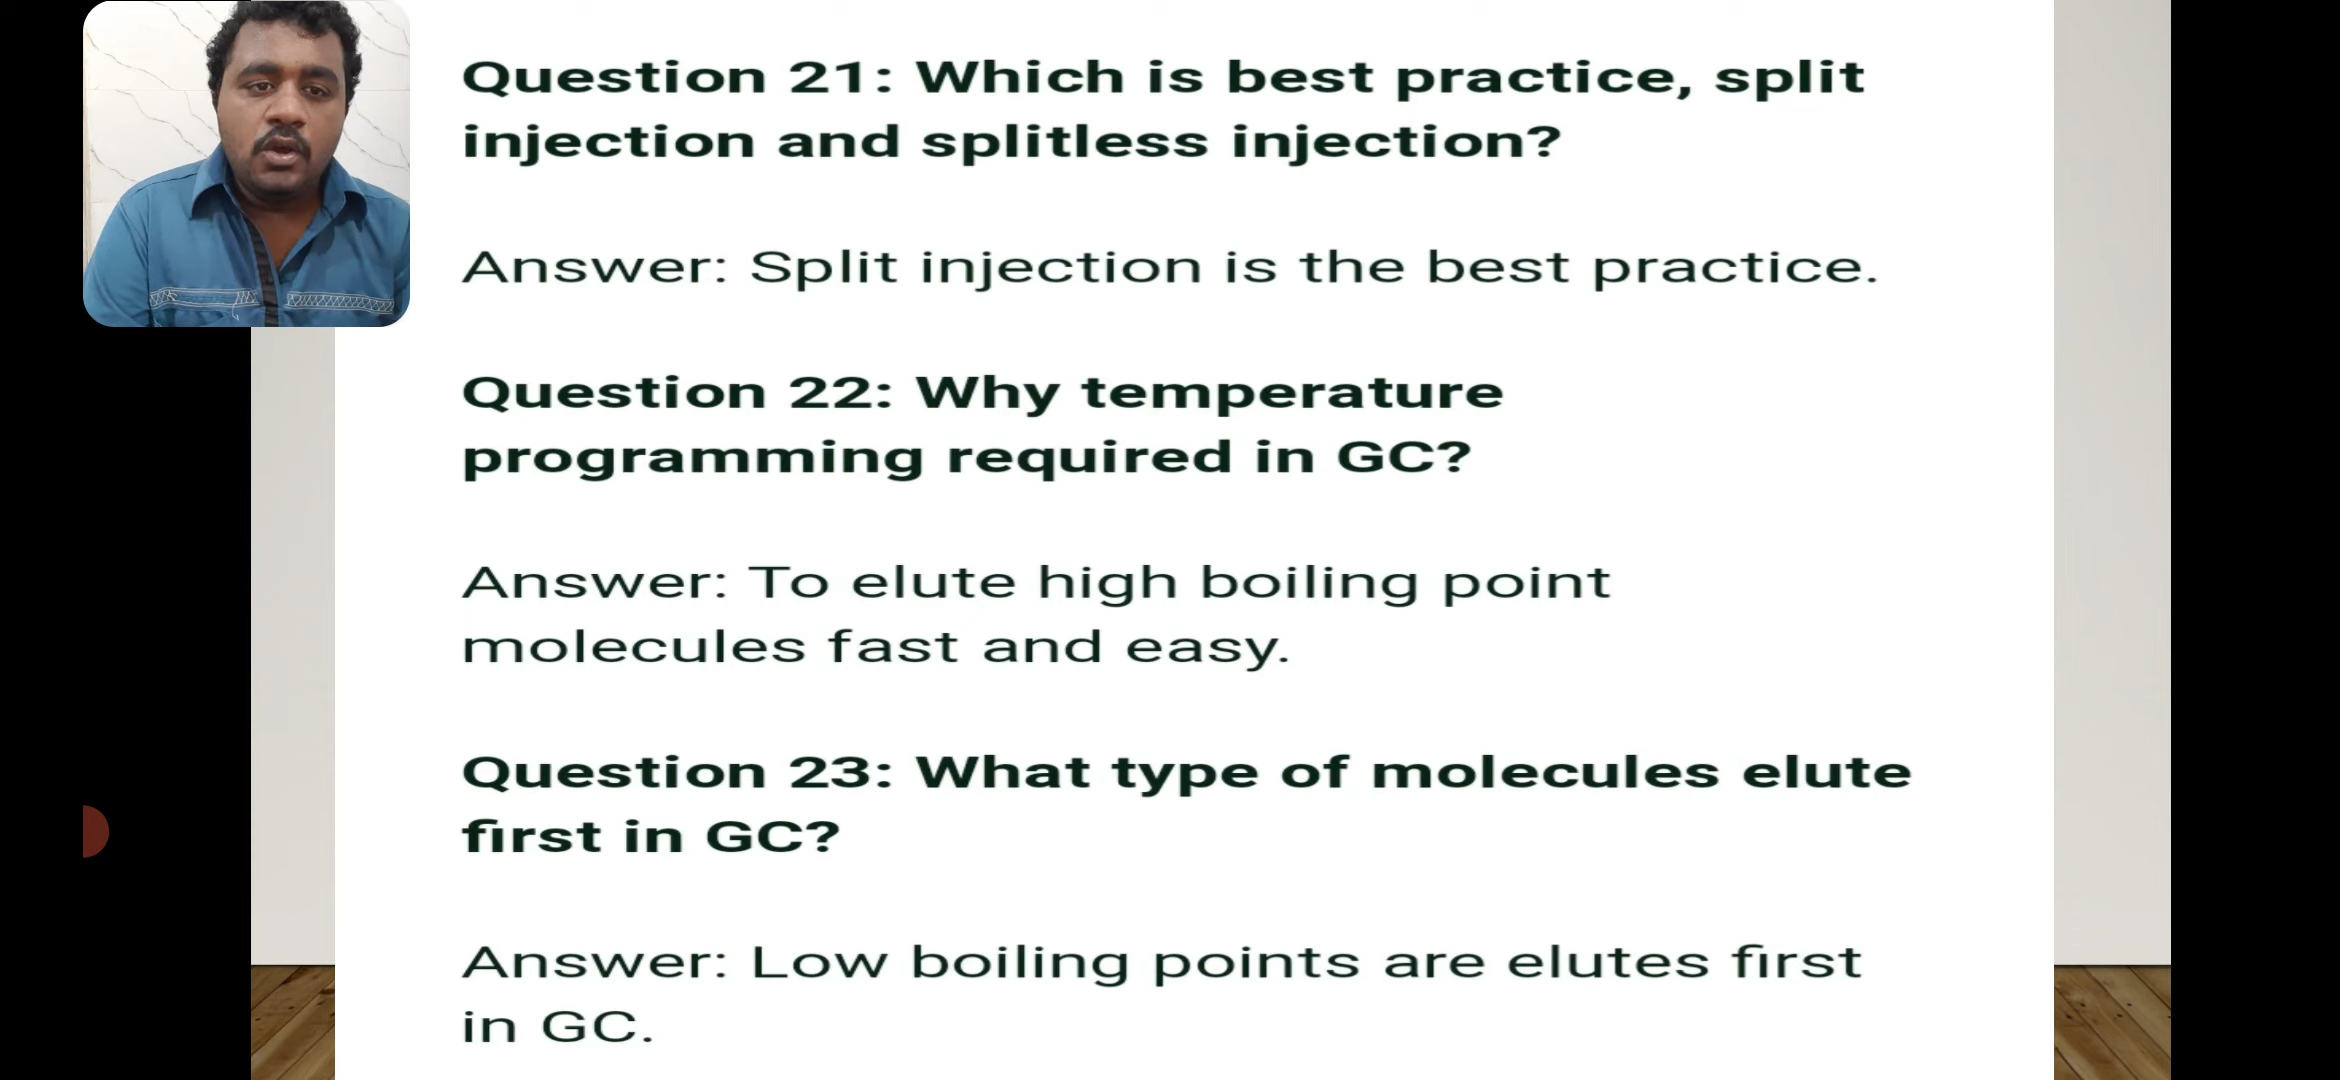 Question 21: Which is best practice, split
injection and splitless injection?
Answer: Split injection is the best practice.
Question 22: Why temperature
programming required in GC?
Answer: To elute high boiling point
molecules fast and easy.
Question 23: What type of molecules elute
first in GC?
Answer: Low boiling points are elutes first
in GC.